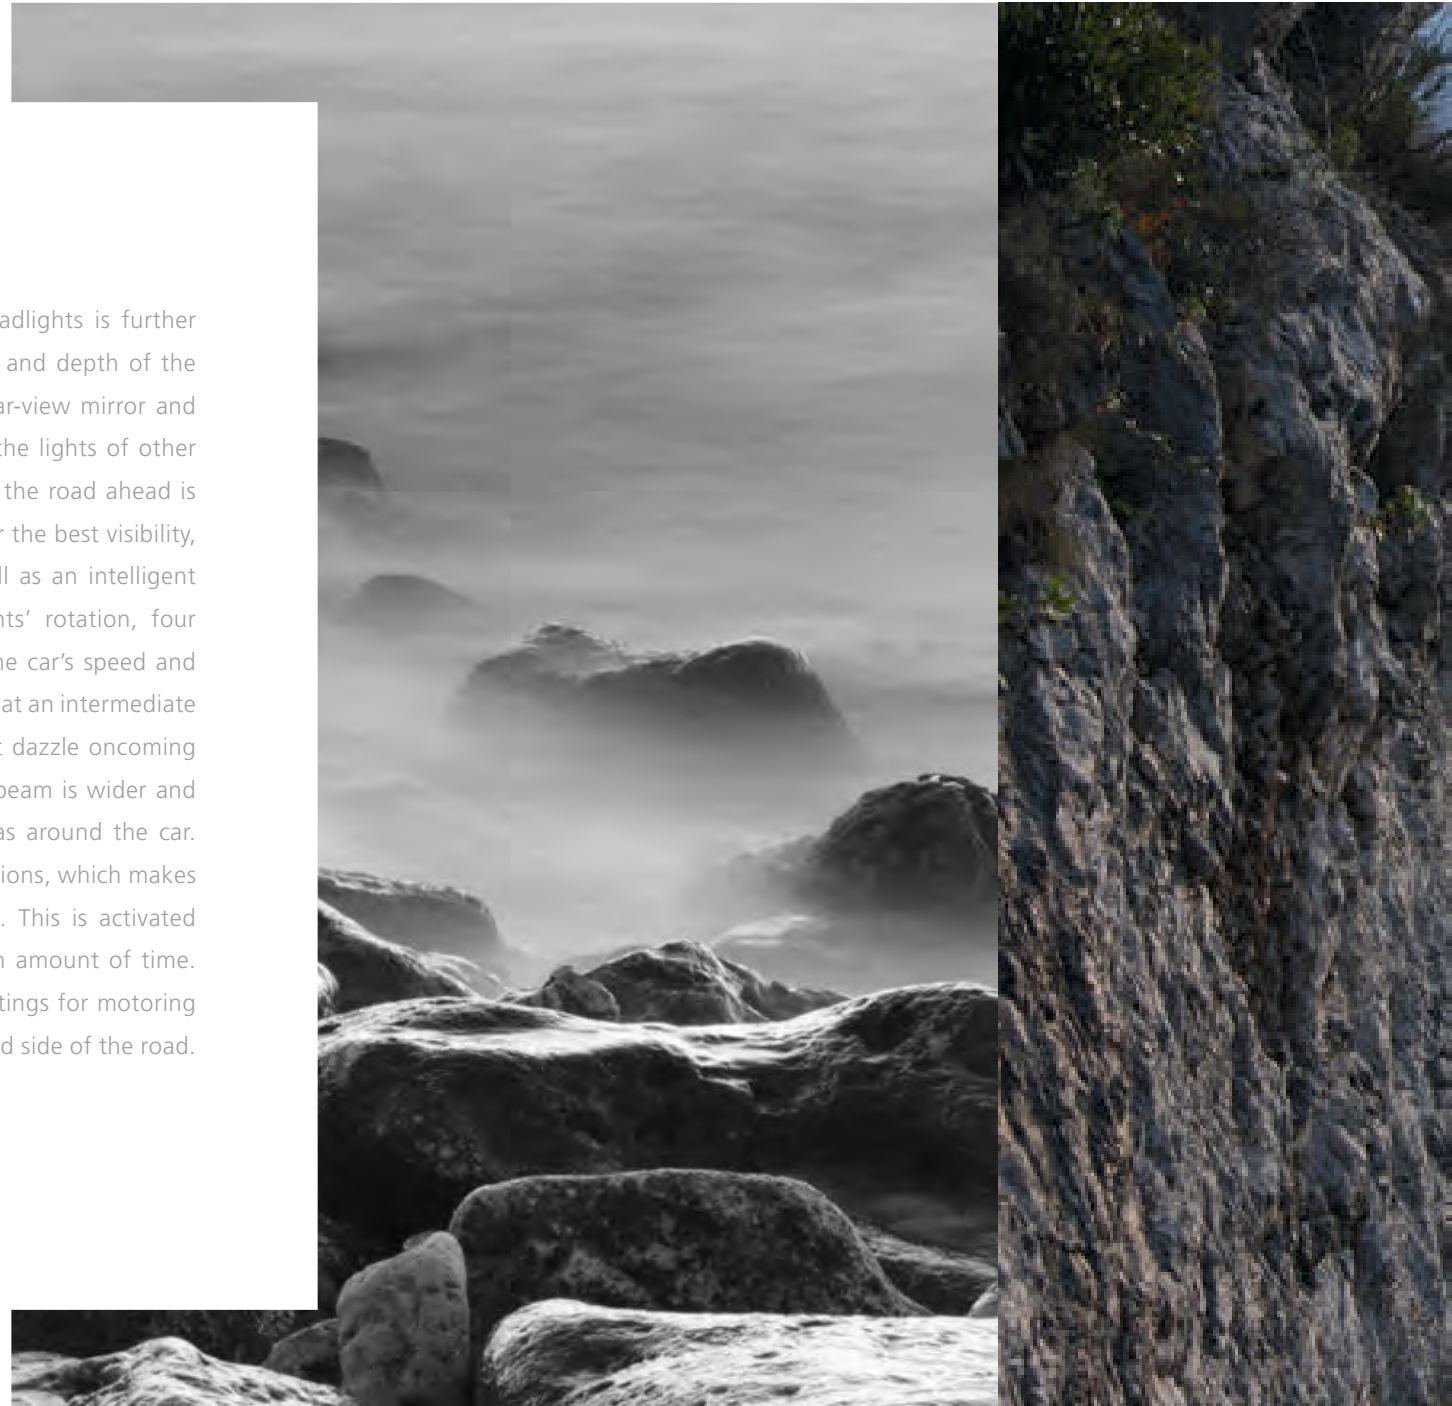 adlights is further
and depth of the
ar-view mirror and
the lights of other
the road ahead is
r the best visibility,
ll as an intelligent
nts’ rotation, four
he car’s speed and
at an intermediate
t dazzle oncoming
beam is wider and
as around the car.
tions, which makes
. This is activated
n amount of time.
tings for motoring
d side of the road.